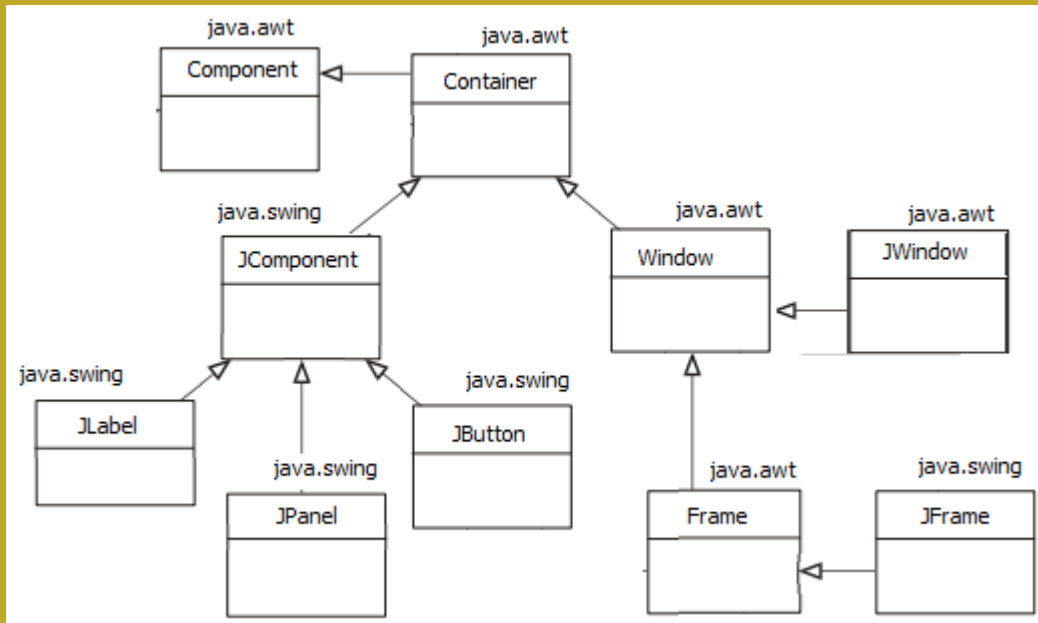 java.awt
Component
java.awt
Container
java.swing
JComponent
java.awt
Window
java.awt
JWindow
java.swing
JLabel
java.swing
JPanel
java.swing
JButton
java.awt
Frame
java.swing
JFrame